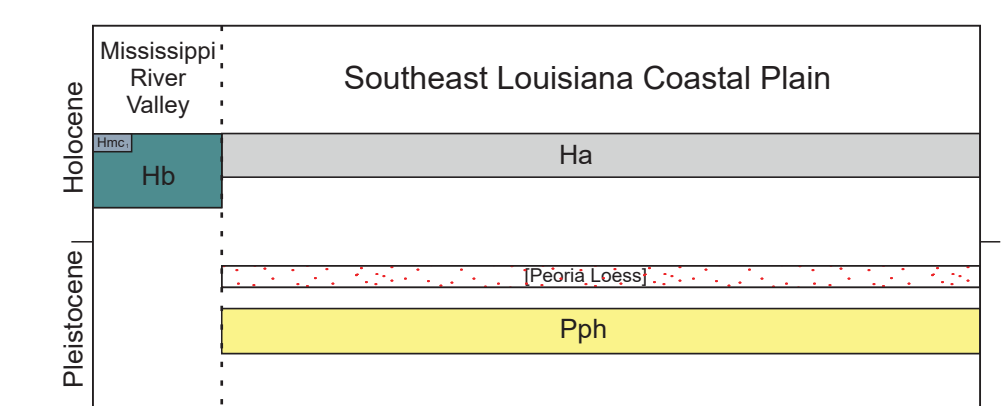 Mississippi
River
Valley
Southeast Louisiana Coastal Plain
Holocene
Hmc₁
Hb
Ha
Pleistocene
[Peoria Loess]
Pph